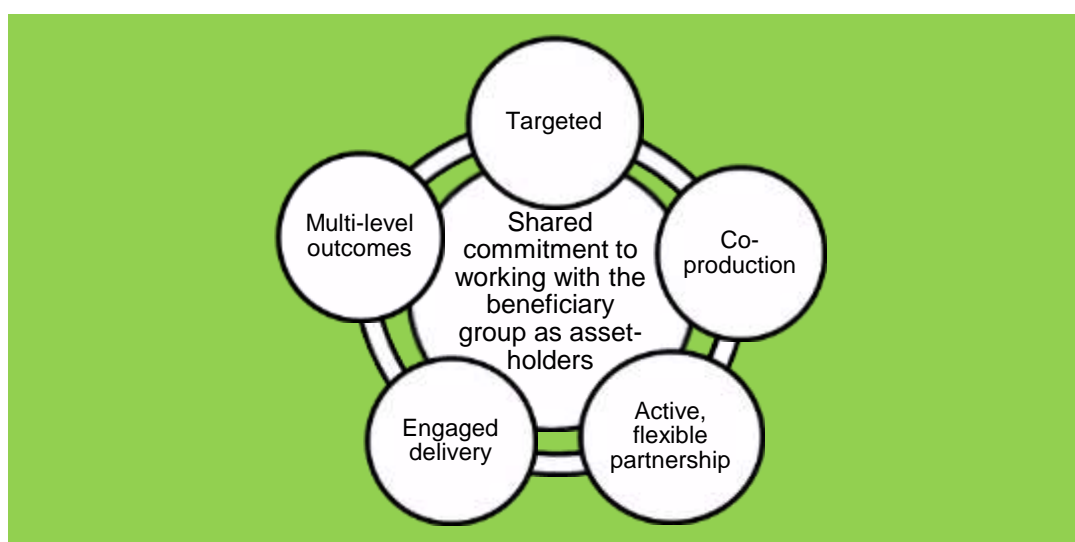 Targeted
Multi-level
outcomes
Shared
commitment to
working with the
beneficiary
group as asset-
holders
Co-
production
Engaged
delivery
Active,
flexible
partnership